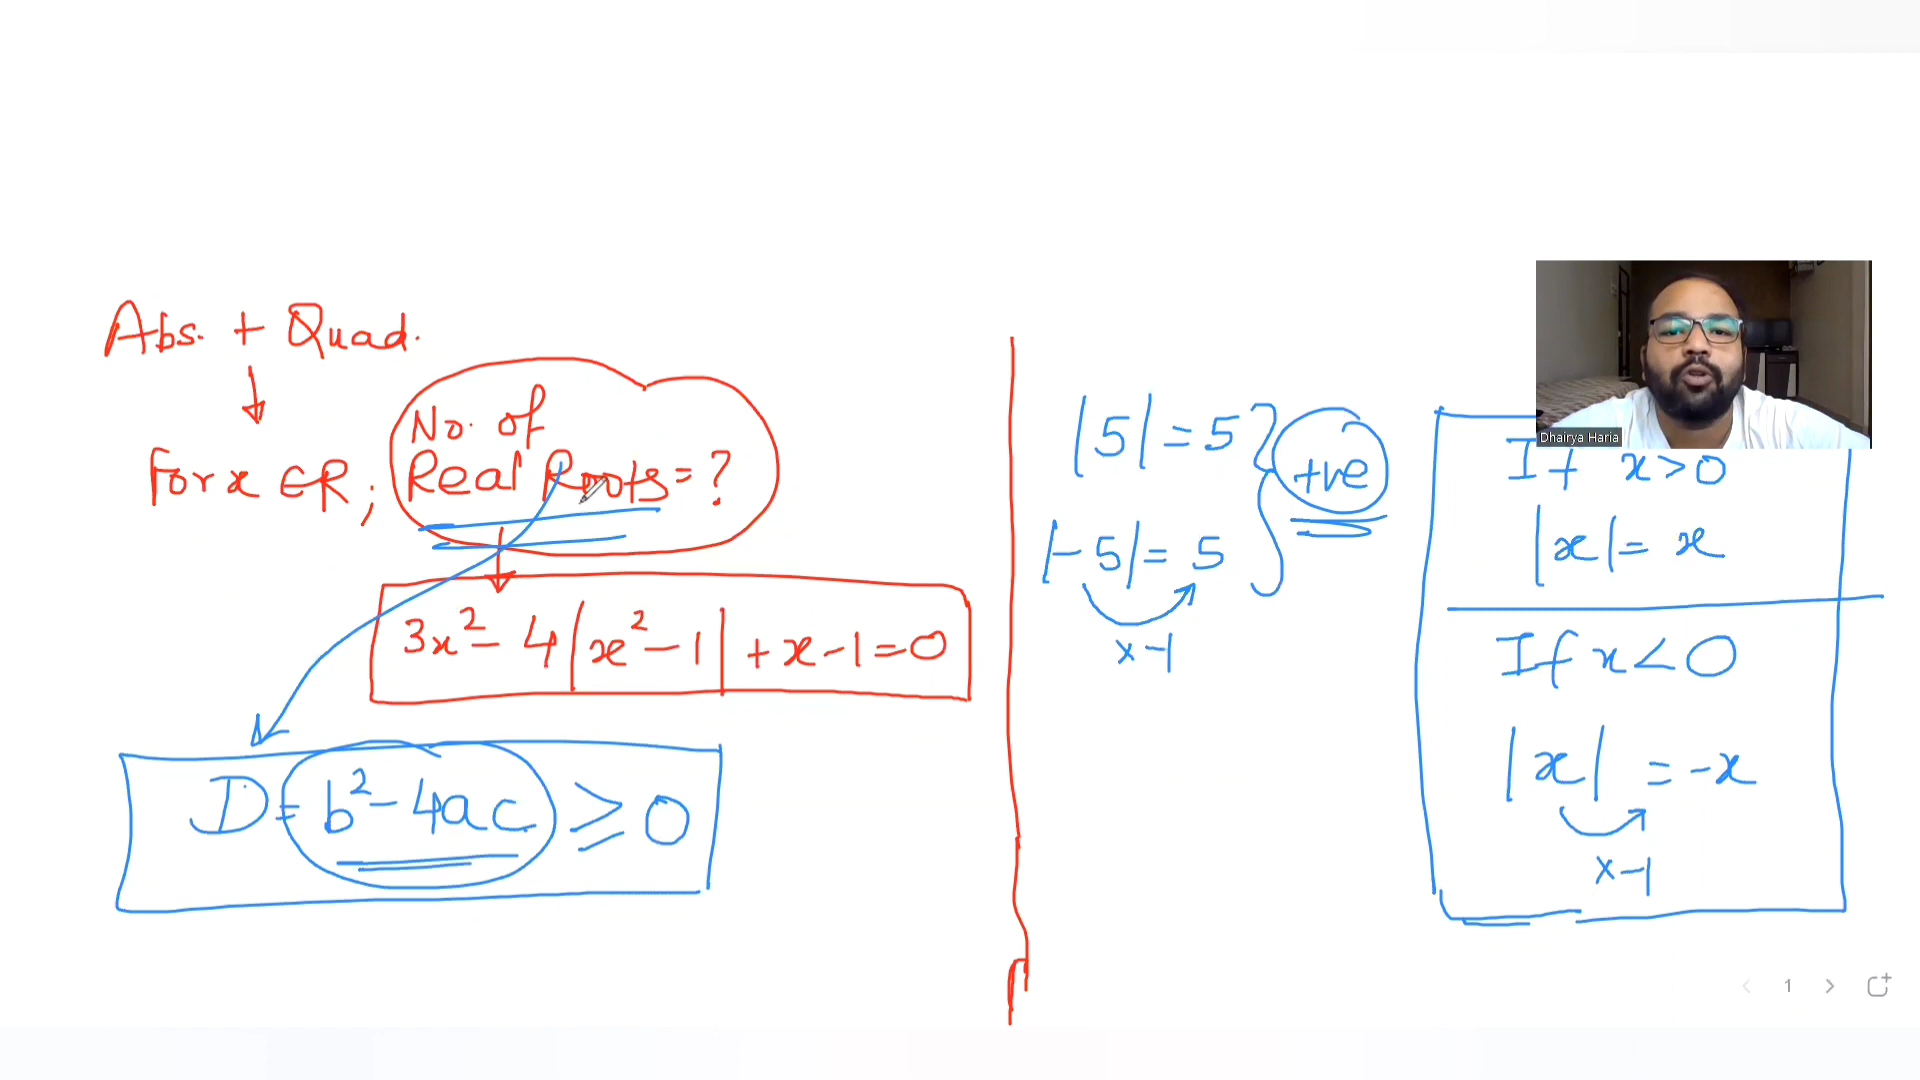 Abs. + Quad.
For x ∈ R; No. of
Real Roots = ?
3x² - 4|x² - 1| + x - 1 = 0
D = b² - 4ac ≥ 0
|5| = 5
|-5| = 5
x-1
+ve
Dhairya Haria
If x > 0
|x| = x
If x < 0
|x| = -x
x-1
1